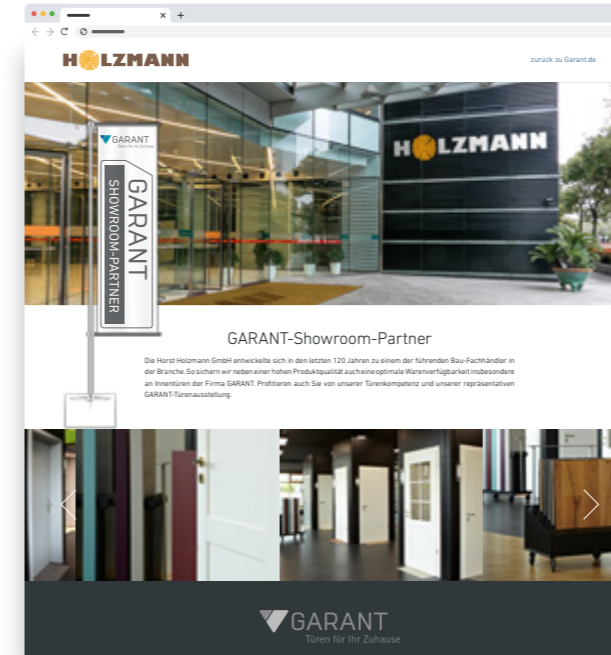 HOLZMANN
zurück zu Garant.de
GARANT
Türen für Ihr Zuhause
GARANT
SHOWROOM-PARTNER
HOLZMANN
GARANT-Showroom-Partner
Die Horst Holzmann GmbH entwickelte sich in den letzten 120 Jahren zu einem der führenden Bau-Fachhändler in
der Branche. So sichern wir neben einer hohen Produktqualität auch eine optimale Warenverfügbarkeit insbesondere
an Innentüren der Firma GARANT. Profitieren auch Sie von unserer Türenkompetenz und unserer repräsentativen
GARANT-Türenausstellung.
GARANT
Türen für Ihr Zuhause